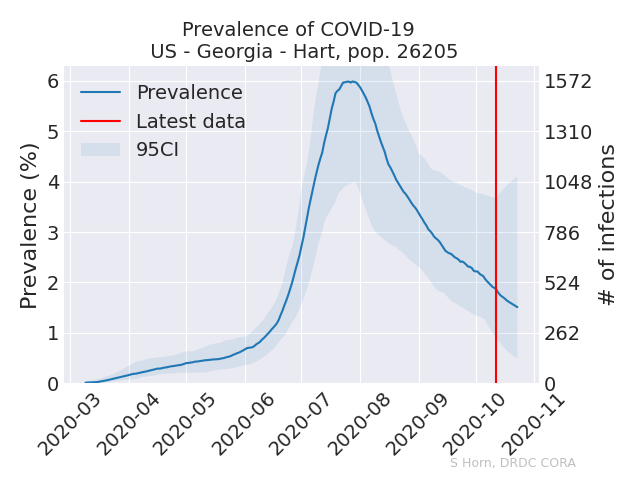 Prevalence of COVID-19
US - Georgia - Hart, pop. 26205
Prevalence
Latest data
95CI
Prevalence (%)
6
5
4
3
2
1
0
1572
1310
1048
786
524
262
0
# of infections
2020-03
2020-04
2020-05
2020-06
2020-07
2020-08
2020-09
2020-10
2020-11
S Horn, DRDC CORA